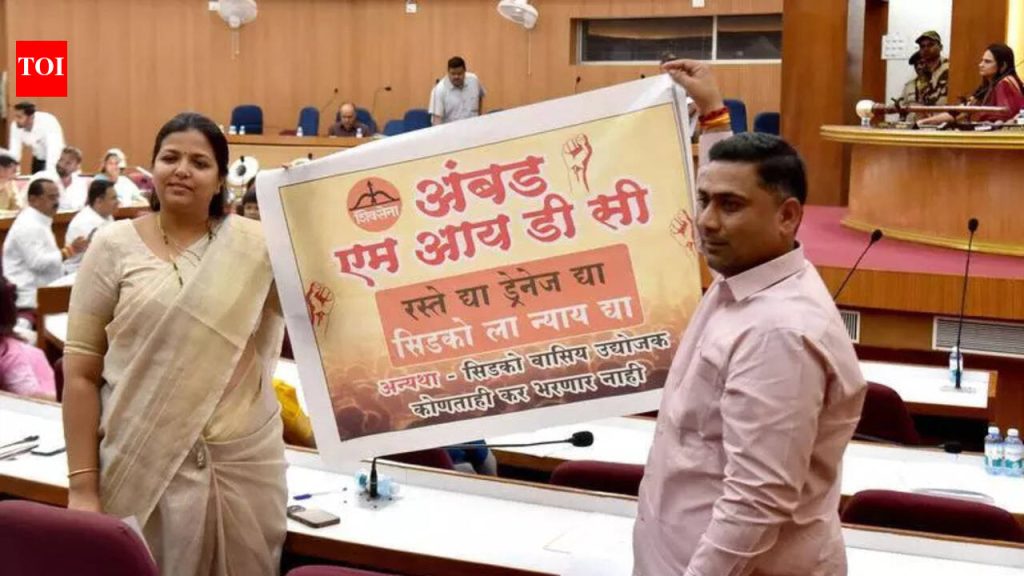 TOI
शिवसेना
अंबड
एम आय डी सी
रस्ते द्या ड्रेनेज द्या
सिडको ला न्याय द्या
अन्यथा - सिडको वासिय उद्योजक
कोणताही कर भरणार नाही